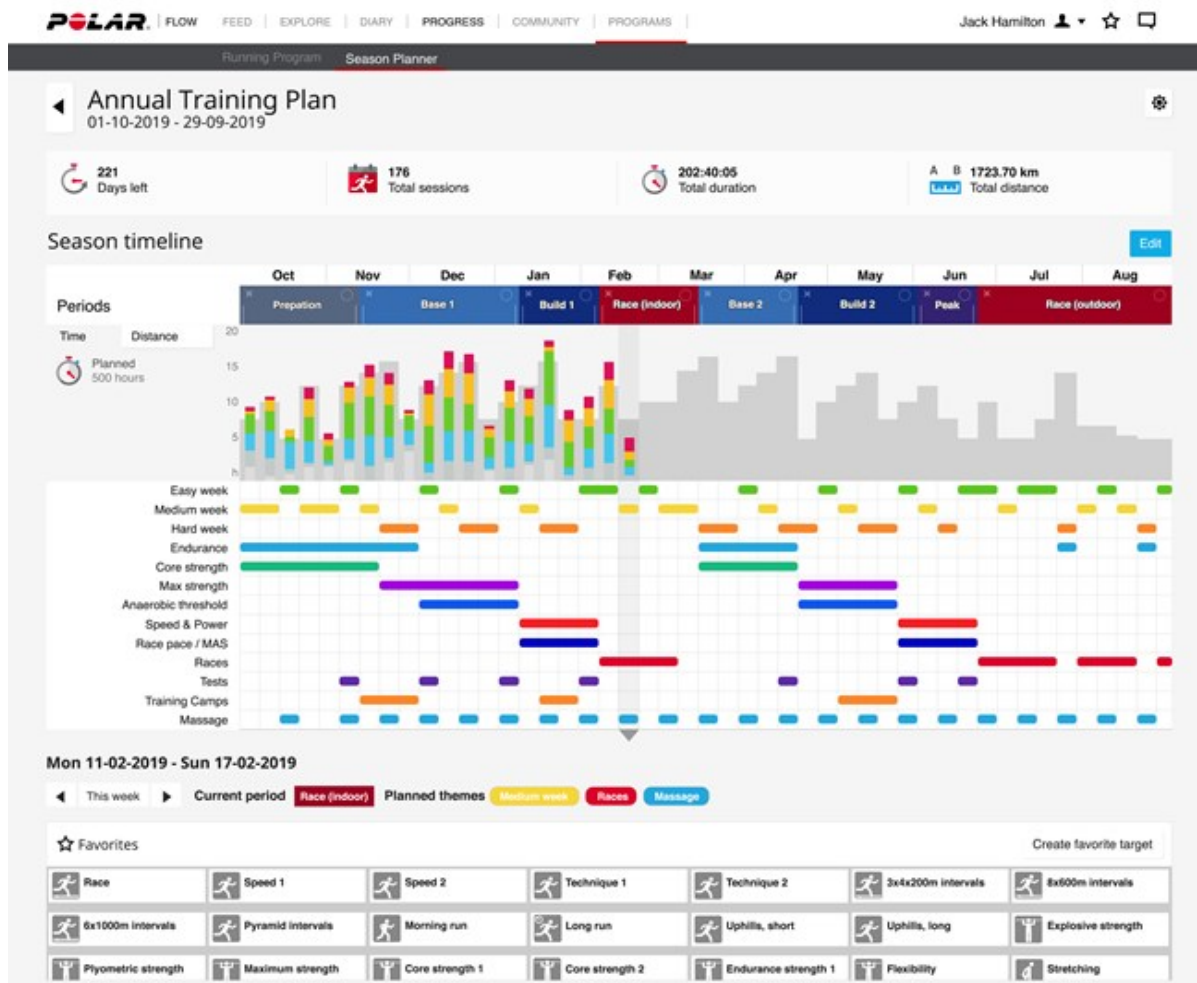 POLAR. FLOW FEED EXPLORE DIARY PROGRESS COMMUNITY PROGRAMS Jack Hamilton
Running Program Season Planner
Annual Training Plan
01-10-2019 - 29-09-2019
221
Days left
176
Total sessions
202:40:05
Total duration
A B 1723.70 km
Total distance
Season timeline Edit
Oct Nov Dec Jan Feb Mar Apr May Jun Jul Aug
Periods Prepation Base 1 Build 1 Race (indoor) Base 2 Build 2 Peak Race (outdoor)
Time Distance
Planned
500 hours
20
15
10
5
h
Easy week
Medium week
Hard week
Endurance
Core strength
Max strength
Anaerobic threshold
Speed & Power
Race pace / MAS
Races
Tests
Training Camps
Massage
Mon 11-02-2019 - Sun 17-02-2019
This week Current period Race (indoor) Planned themes Medium week Races Massage
Favorites Create favorite target
Race Speed 1 Speed 2 Technique 1 Technique 2 3x4x200m intervals 8x600m intervals
6x1000m intervals Pyramid intervals Morning run Long run Uphills, short Uphills, long Explosive strength
Plyometric strength Maximum strength Core strength 1 Core strength 2 Endurance strength 1 Flexibility Stretching